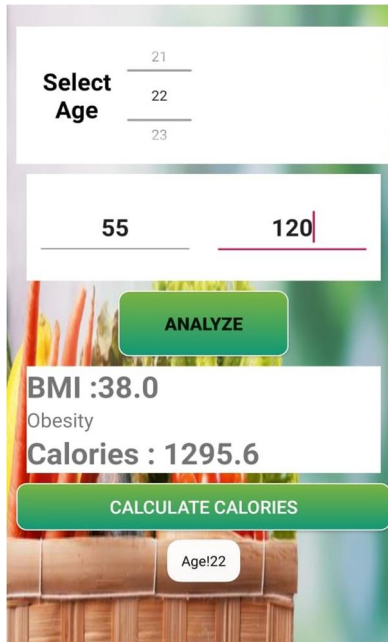 21
Select
Age
22
23
55
120
ANALYZE
BMI :38.0
Obesity
Calories : 1295.6
CALCULATE CALORIES
Age!22